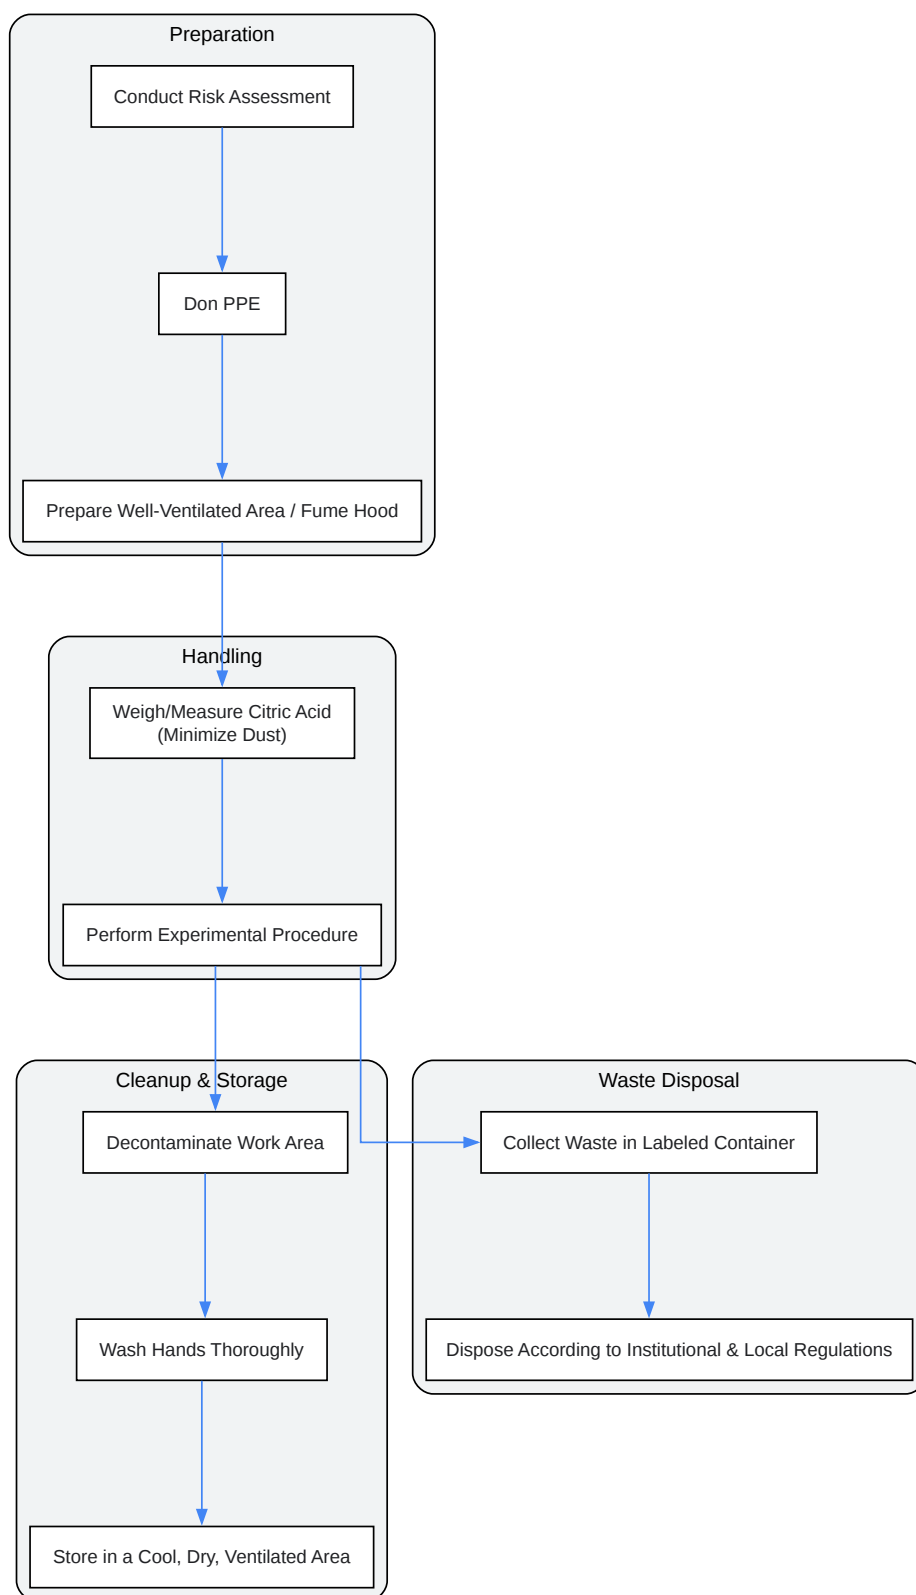 Preparation
Conduct Risk Assessment
Don PPE
Prepare Well-Ventilated Area / Fume Hood
Handling
Weigh/Measure Citric Acid
(Minimize Dust)
Perform Experimental Procedure
Cleanup & Storage
Decontaminate Work Area
Wash Hands Thoroughly
Store in a Cool, Dry, Ventilated Area
Waste Disposal
Collect Waste in Labeled Container
Dispose According to Institutional & Local Regulations